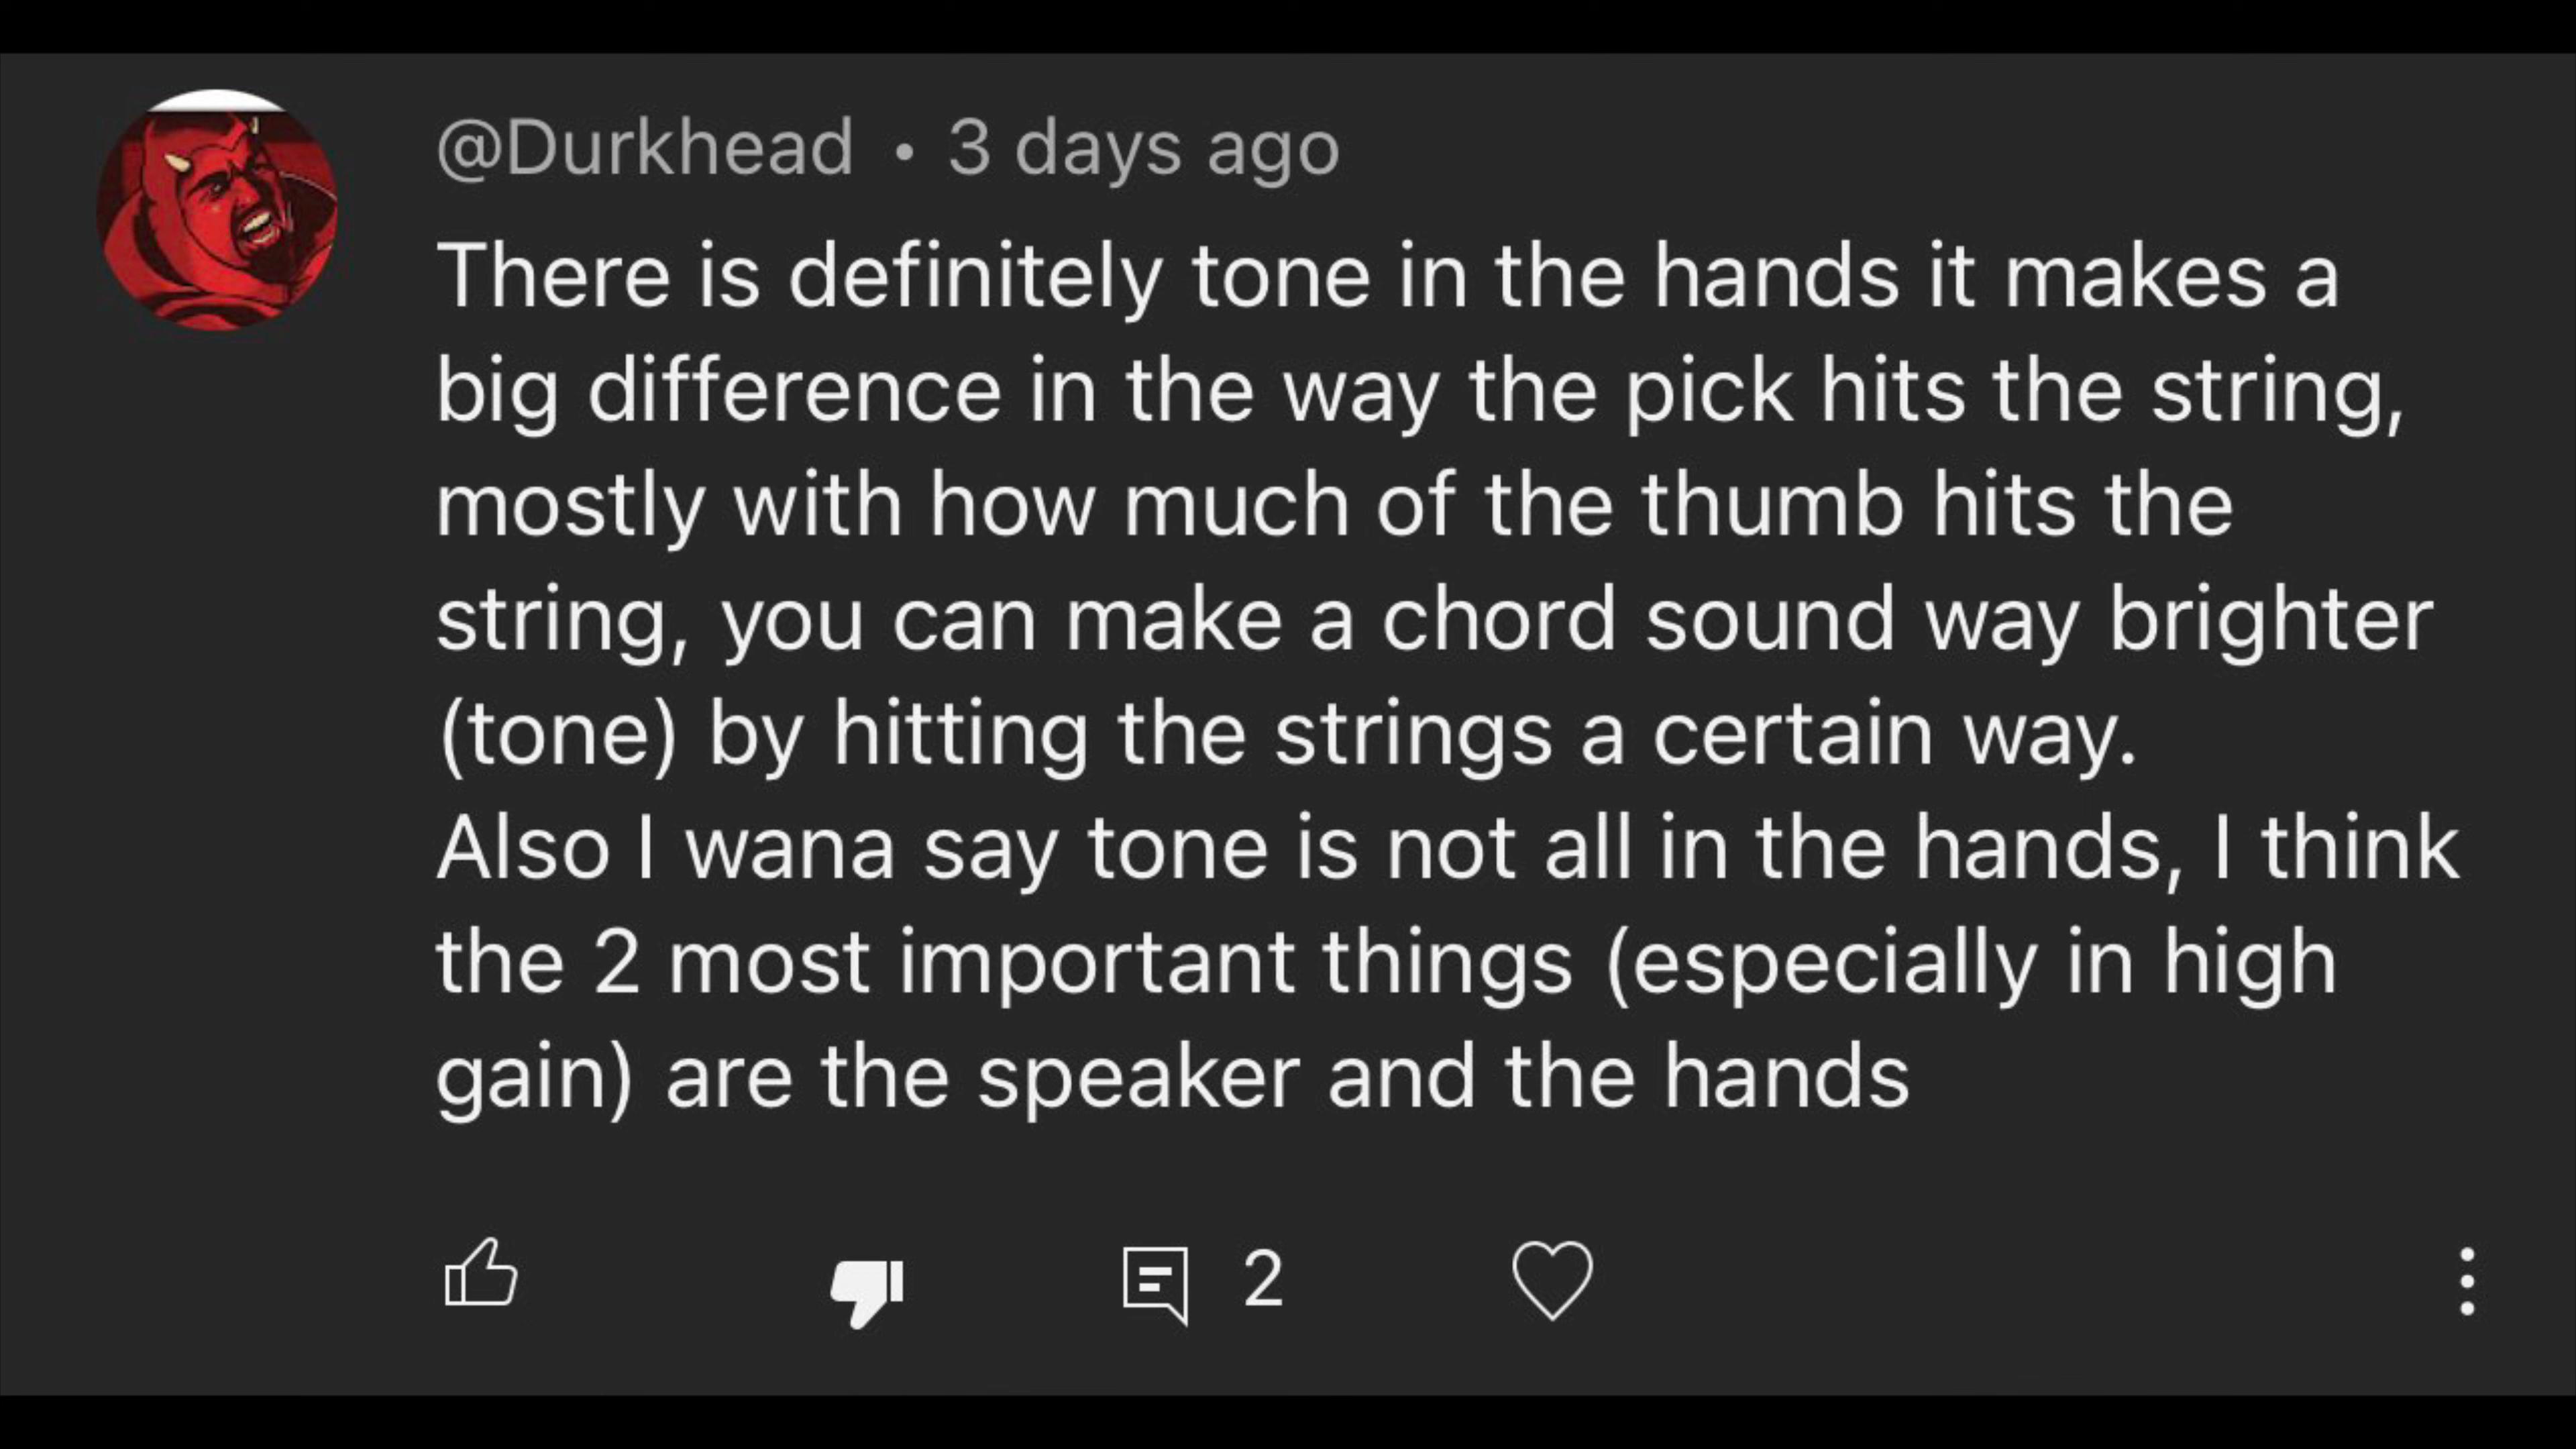 @Durkhead • 3 days ago
There is definitely tone in the hands it makes a
big difference in the way the pick hits the string,
mostly with how much of the thumb hits the
string, you can make a chord sound way brighter
(tone) by hitting the strings a certain way.
Also I wana say tone is not all in the hands, I think
the 2 most important things (especially in high
gain) are the speaker and the hands
2